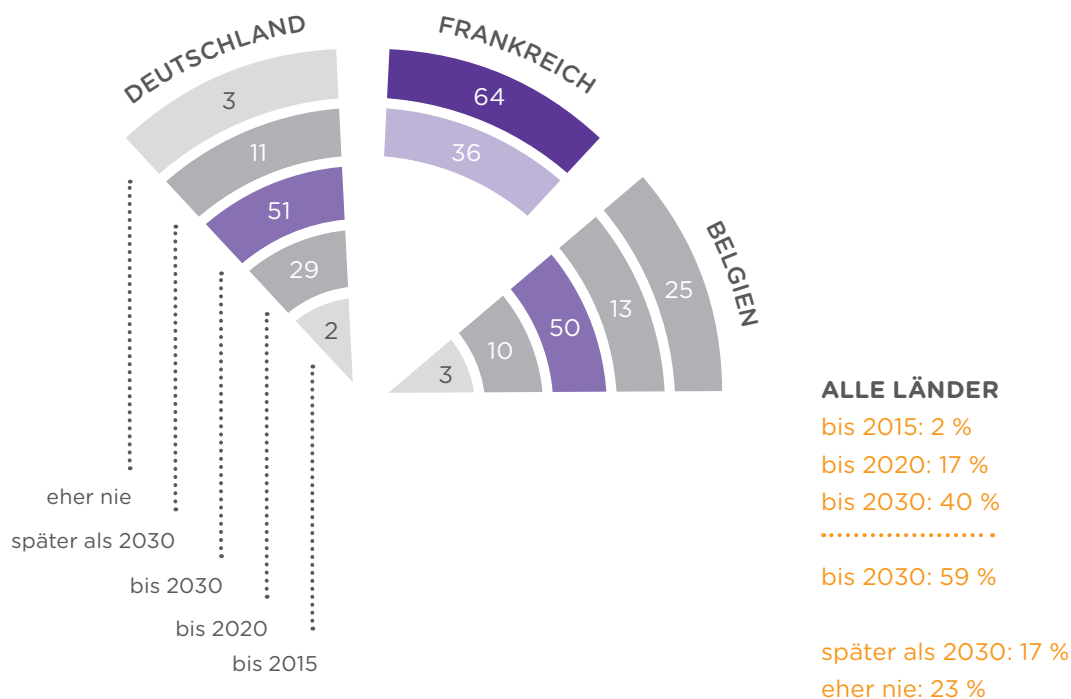 DEUTSCHLAND
3
11
51
29
2
FRANKREICH
64
36
BELGIEN
25
13
50
10
3
eher nie
später als 2030
bis 2030
bis 2020
bis 2015
ALLE LÄNDER
bis 2015: 2 %
bis 2020: 17 %
bis 2030: 40 %
bis 2030: 59 %
später als 2030: 17 %
eher nie: 23 %